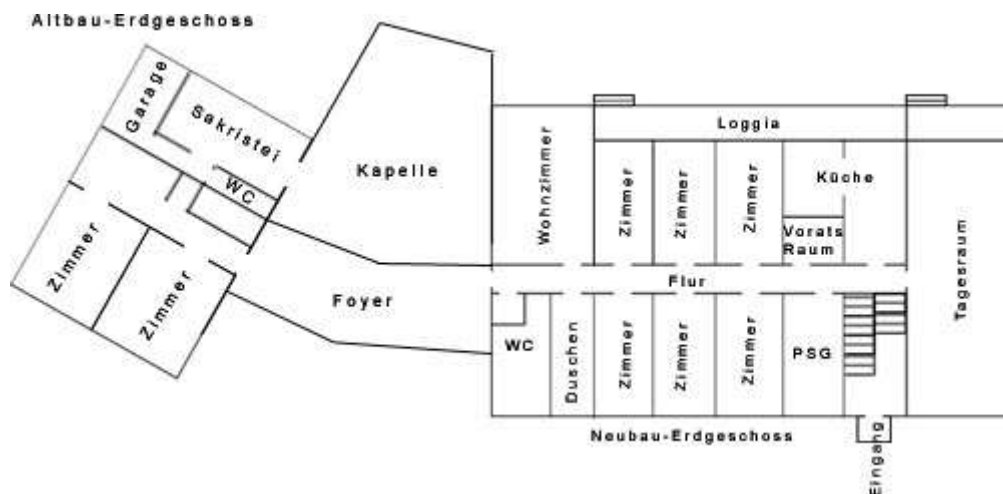 Altbau-Erdgeschoss
Garage
Sakristei
WC
Zimmer
Zimmer
Kapelle
Foyer
Wohnzimmer
Loggia
Zimmer
Zimmer
Zimmer
Küche
Vorats
Raum
Flur
Tagesraum
WC
Duschen
Zimmer
Zimmer
Zimmer
PSG
Neubau-Erdgeschoss
Eingang